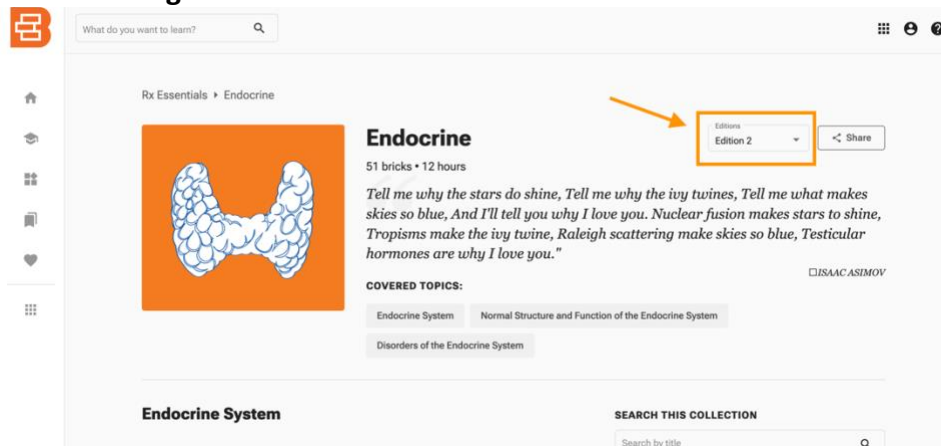 What do you want to learn?
Rx Essentials ▸ Endocrine
Endocrine
Editions
Edition 2
Share
51 bricks • 12 hours
Tell me why the stars do shine, Tell me why the ivy twines, Tell me what makes
skies so blue, And I'll tell you why I love you. Nuclear fusion makes stars to shine,
Tropisms make the ivy twine, Raleigh scattering make skies so blue, Testicular
hormones are why I love you."
□ISAAC ASIMOV
COVERED TOPICS:
Endocrine System
Normal Structure and Function of the Endocrine System
Disorders of the Endocrine System
Endocrine System
SEARCH THIS COLLECTION
Search by title